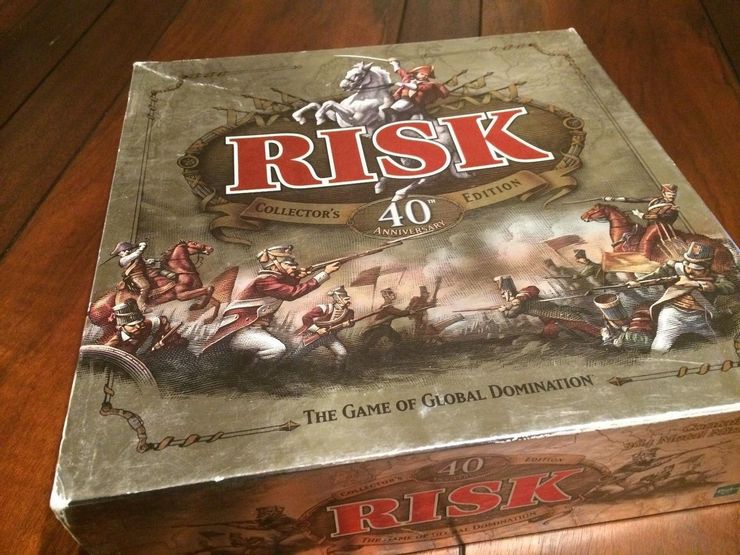 RISK
COLLECTOR'S
40TH
EDITION
ANNIVERSARY
THE GAME OF GLOBAL DOMINATION
COLLECTOR'S
40
EDITION
RISK
THE GAME OF GLOBAL DOMINATION